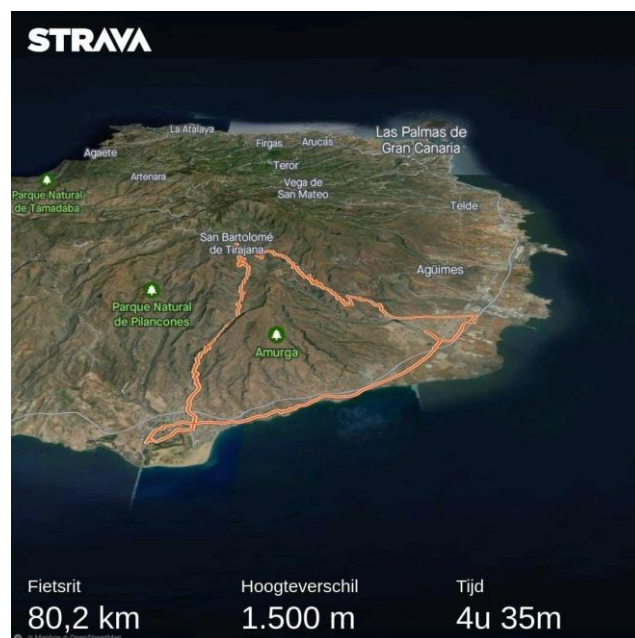 STRAVA
La Atalaya
Firgas
Arucas
Las Palmas de
Gran Canaria
Agaete
Teror
Artenara
Parque Natural
de Tamadaba
Vega de
San Mateo
Telde
San Bartolomé
de Tirajana
Agüimes
Parque Natural
de Pilancones
Amurga
Fietsrit
Hoogteverschil
Tijd
80,2 km
1.500 m
4u 35m
© Mapbox © OpenStreetMap